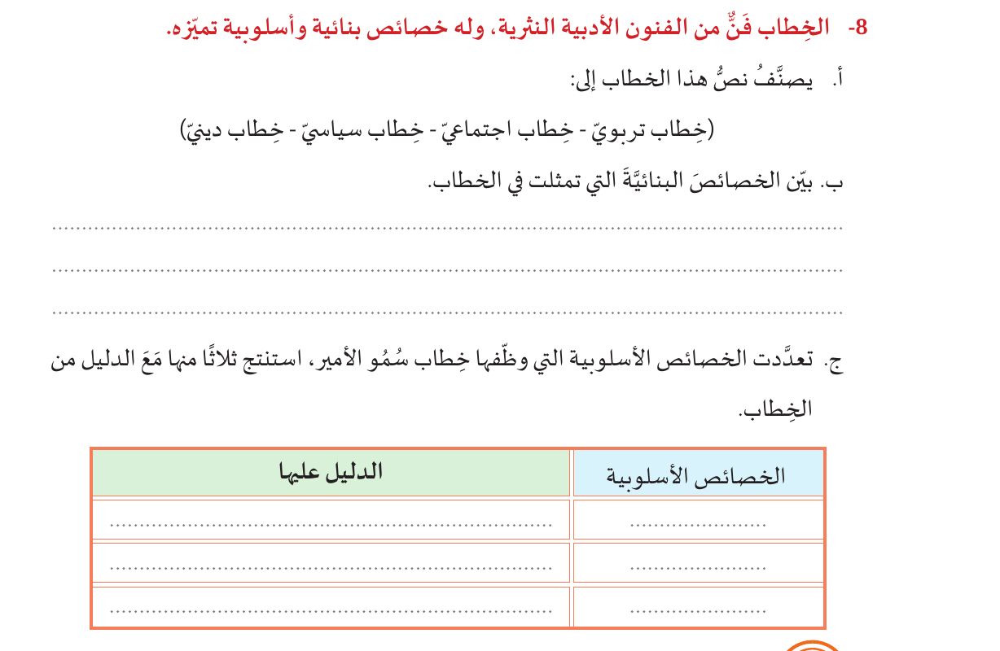 8- الخِطاب فَنٌّ من الفنون الأدبية النثرية، وله خصائص بنائية وأسلوبية تميّزه.
أ. يصنَّفُ نصُّ هذا الخطاب إلى:
(خِطاب تربويّ - خِطاب اجتماعيّ - خِطاب سياسيّ - خِطاب دينيّ)
ب. بيّن الخصائصَ البنائيَّةَ التي تمثلت في الخطاب.
................................................................
................................................................
................................................................
ج. تعدَّدت الخصائص الأسلوبية التي وظّفها خِطاب سُمُو الأمير، استنتج ثلاثًا منها مَعَ الدليل من
الخِطاب.
الخصائص الأسلوبية الدليل عليها
....................... ................................................
....................... ................................................
....................... ................................................